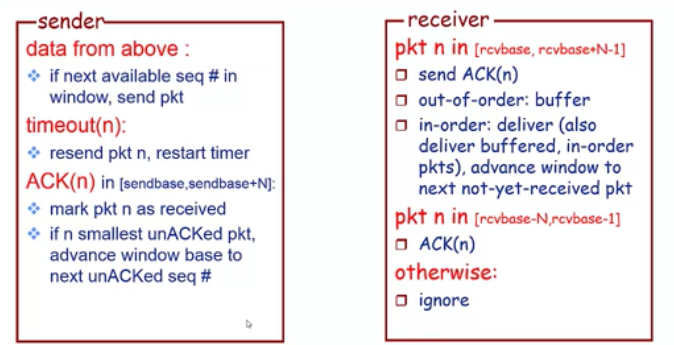 sender
data from above :
❖ if next available seq # in
window, send pkt
timeout(n):
❖ resend pkt n, restart timer
ACK(n) in [sendbase,sendbase+N]:
❖ mark pkt n as received
❖ if n smallest unACKed pkt,
advance window base to
next unACKed seq #
receiver
pkt n in [rcvbase, rcvbase+N-1]
❒ send ACK(n)
❒ out-of-order: buffer
❒ in-order: deliver (also
deliver buffered, in-order
pkts), advance window to
next not-yet-received pkt
pkt n in [rcvbase-N,rcvbase-1]
❒ ACK(n)
otherwise:
❒ ignore